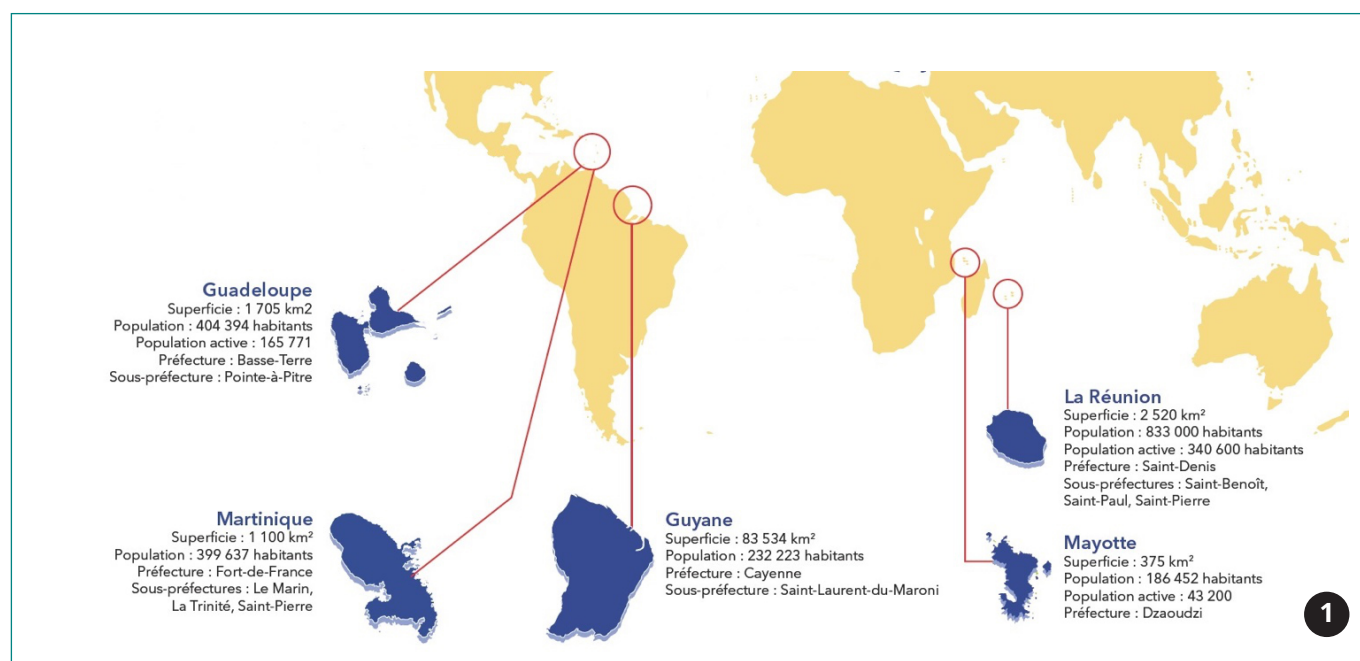 Guadeloupe
Superficie : 1 705 km2
Population : 404 394 habitants
Population active : 165 771
Préfecture : Basse-Terre
Sous-préfecture : Pointe-à-Pitre
Martinique
Superficie : 1 100 km²
Population : 399 637 habitants
Préfecture : Fort-de-France
Sous-préfectures : Le Marin,
La Trinité, Saint-Pierre
Guyane
Superficie : 83 534 km²
Population : 232 223 habitants
Préfecture : Cayenne
Sous-préfecture : Saint-Laurent-du-Maroni
La Réunion
Superficie : 2 520 km²
Population : 833 000 habitants
Population active : 340 600 habitants
Préfecture : Saint-Denis
Sous-préfectures : Saint-Benoît,
Saint-Paul, Saint-Pierre
Mayotte
Superficie : 375 km²
Population : 186 452 habitants
Population active : 43 200
Préfecture : Dzaoudzi
1